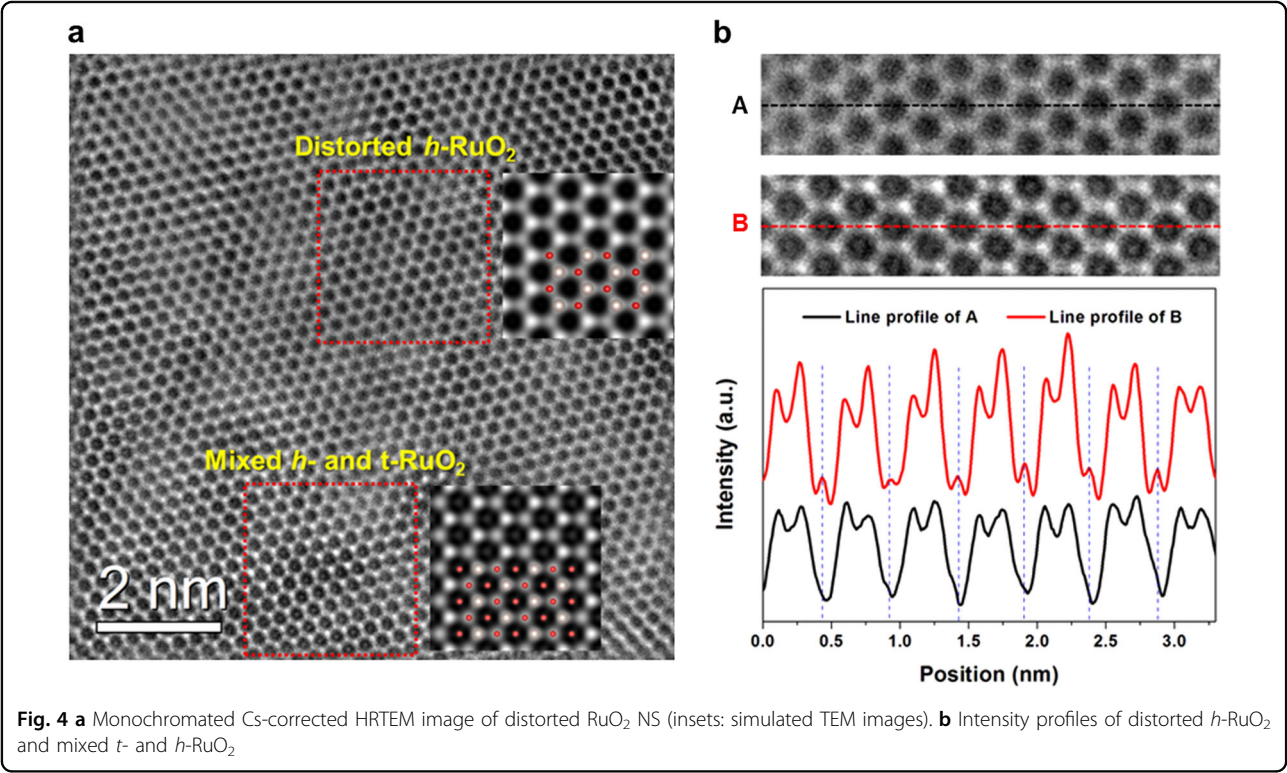 a
b
Distorted h-RuO₂
Mixed h- and t-RuO₂
2 nm
A
B
Line profile of A
Line profile of B
Intensity (a.u.)
0.0 0.5 1.0 1.5 2.0 2.5 3.0
Position (nm)
Fig. 4 a Monochromated Cs-corrected HRTEM image of distorted RuO₂ NS (insets: simulated TEM images). b Intensity profiles of distorted h-RuO₂
and mixed t- and h-RuO₂